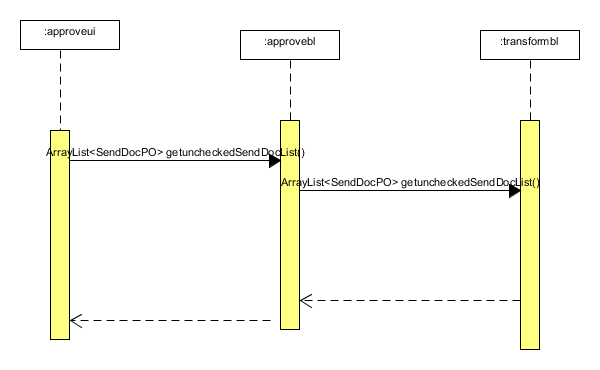 :approveui
:approvebl
:transformbl
ArrayList<SendDocPO> getuncheckedSendDocList()
ArrayList<SendDocPO> getuncheckedSendDocList()